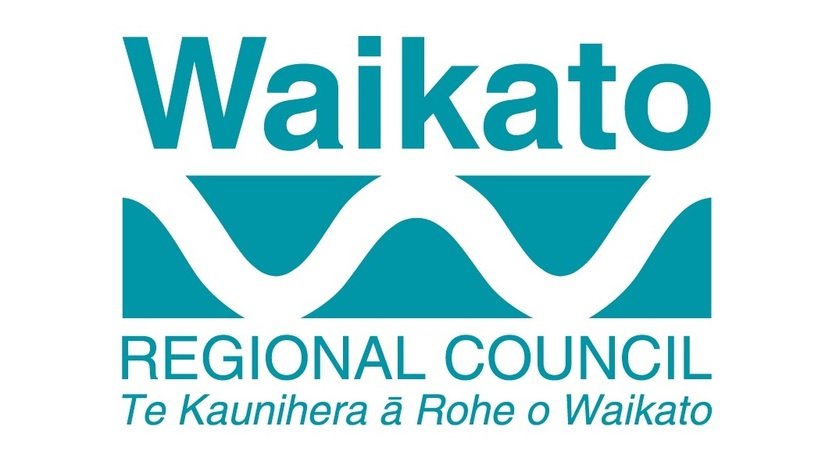 Waikato
REGIONAL COUNCIL
Te Kaunihera ā Rohe o Waikato